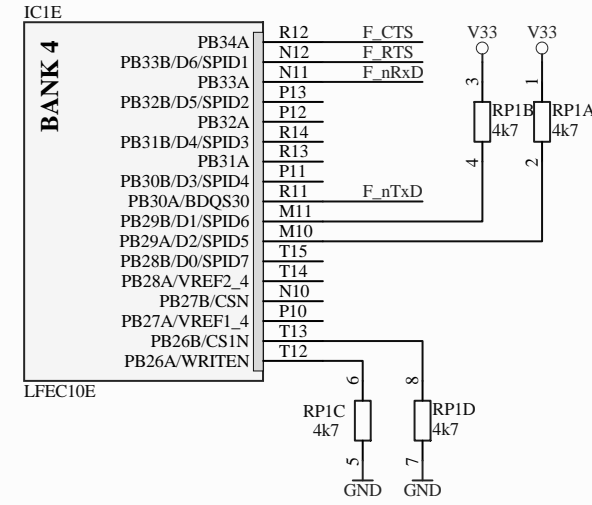 IC1E
BANK 4
PB34A R12 F_CTS
PB33B/D6/SPID1 N12 F_RTS
PB33A N11 F_nRxD
PB32B/D5/SPID2 P13
PB32A P12
PB31B/D4/SPID3 R14
PB31A R13
PB30B/D3/SPID4 P11
PB30A/BDQS30 R11 F_nTxD
PB29B/D1/SPID6 M11
PB29A/D2/SPID5 M10
PB28B/D0/SPID7 T15
PB28A/VREF2_4 T14
PB27B/CSN N10
PB27A/VREF1_4 P10
PB26B/CS1N T13
PB26A/WRITEN T12
LFEC10E
V33 V33
3 1
RP1B RP1A
4k7 4k7
4 2
6 8
RP1C RP1D
4k7 4k7
5 7
GND GND